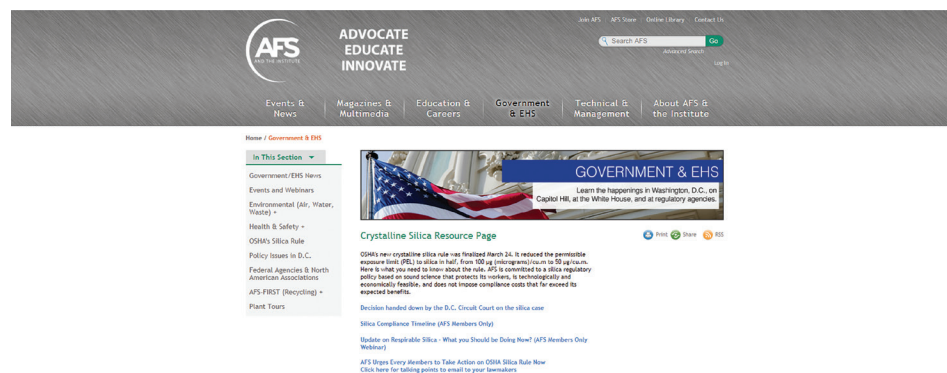 Join AFS AFS Store Online Library Contact Us
AFS
AND THE INSTITUTE
ADVOCATE
EDUCATE
INNOVATE
Search AFS Go
Advanced Search
Log In
Events & News
Magazines & Multimedia
Education & Careers
Government & EHS
Technical & Management
About AFS & the Institute
Home / Government & EHS
In This Section
Government/EHS News
Events and Webinars
Environmental (Air, Water,
Waste) +
Health & Safety +
OSHA's Silica Rule
Policy Issues in D.C.
Federal Agencies & North
American Associations
AFS-FIRST (Recycling) +
Plant Tours
GOVERNMENT & EHS
Learn the happenings in Washington, D.C., on
Capitol Hill, at the White House, and at regulatory agencies.
Crystalline Silica Resource Page
Print Share RSS
OSHA's new crystalline silica rule was finalized March 24. It reduced the permissible
exposure limit (PEL) to silica in half, from 100 µg (micrograms)/cu.m to 50 µg/cu.m.
Here is what you need to know about the rule. AFS is committed to a silica regulatory
policy based on sound science that protects its workers, is technologically and
economically feasible, and does not impose compliance costs that far exceed its
expected benefits.
Decision handed down by the D.C. Circuit Court on the silica case
Silica Compliance Timeline (AFS Members Only)
Update on Respirable Silica - What you Should be Doing Now? (AFS Members Only
Webinar)
AFS Urges Every Members to Take Action on OSHA Silica Rule Now
Click here for talking points to email to your lawmakers